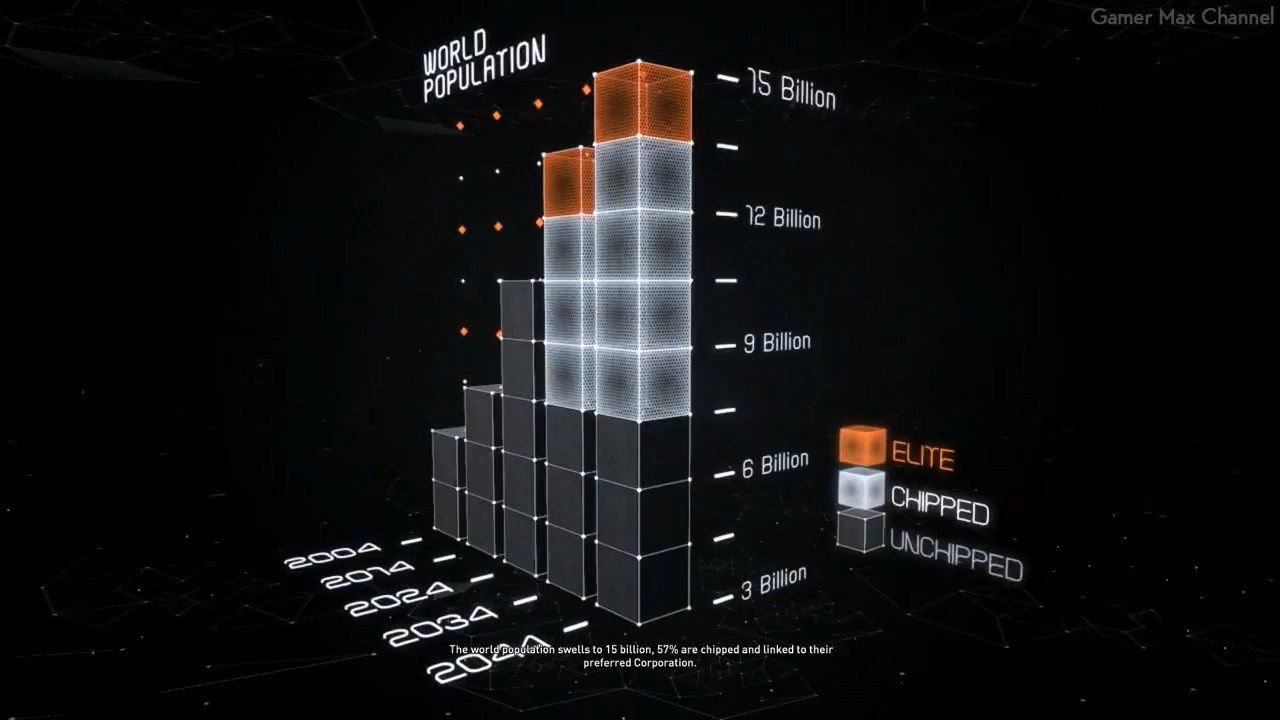 Gamer Max Channel
WORLD
POPULATION
15 Billion
12 Billion
9 Billion
6 Billion
3 Billion
ELITE
CHIPPED
UNCHIPPED
2004
2014
2024
2034
2044
The world population swells to 15 billion, 57% are chipped and linked to their
preferred Corporation.